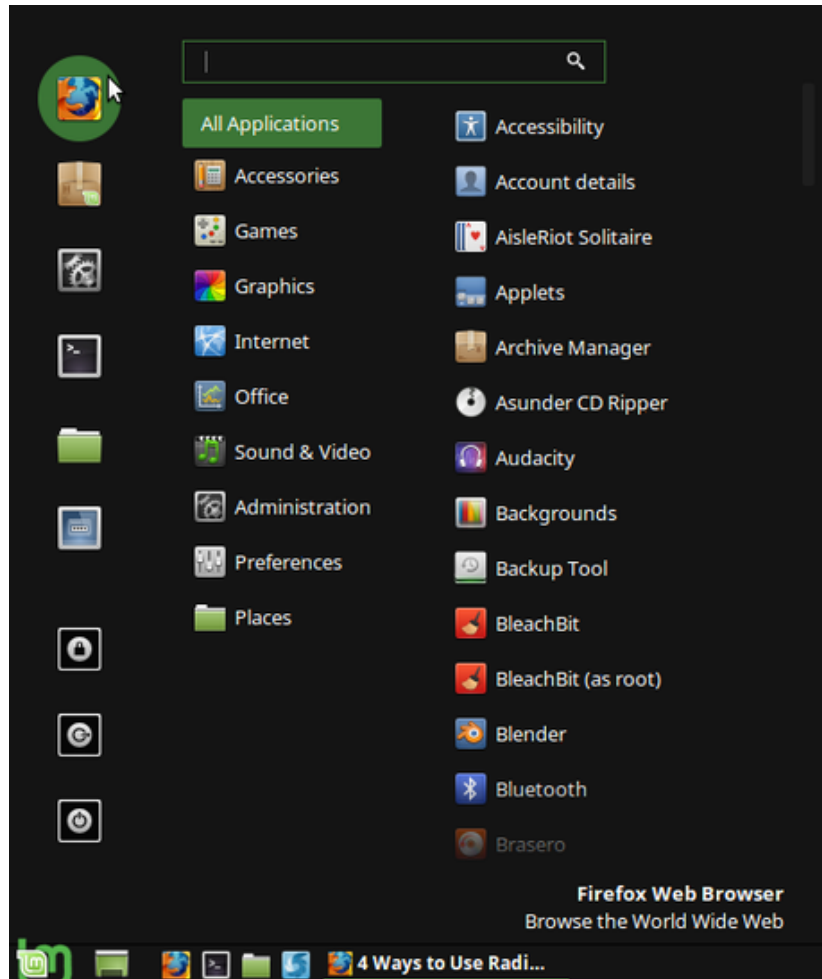 All Applications
Accessories
Games
Graphics
Internet
Office
Sound & Video
Administration
Preferences
Places
Accessibility
Account details
AisleRiot Solitaire
Applets
Archive Manager
Asunder CD Ripper
Audacity
Backgrounds
Backup Tool
BleachBit
BleachBit (as root)
Blender
Bluetooth
Brasero
Firefox Web Browser
Browse the World Wide Web
4 Ways to Use Radi...